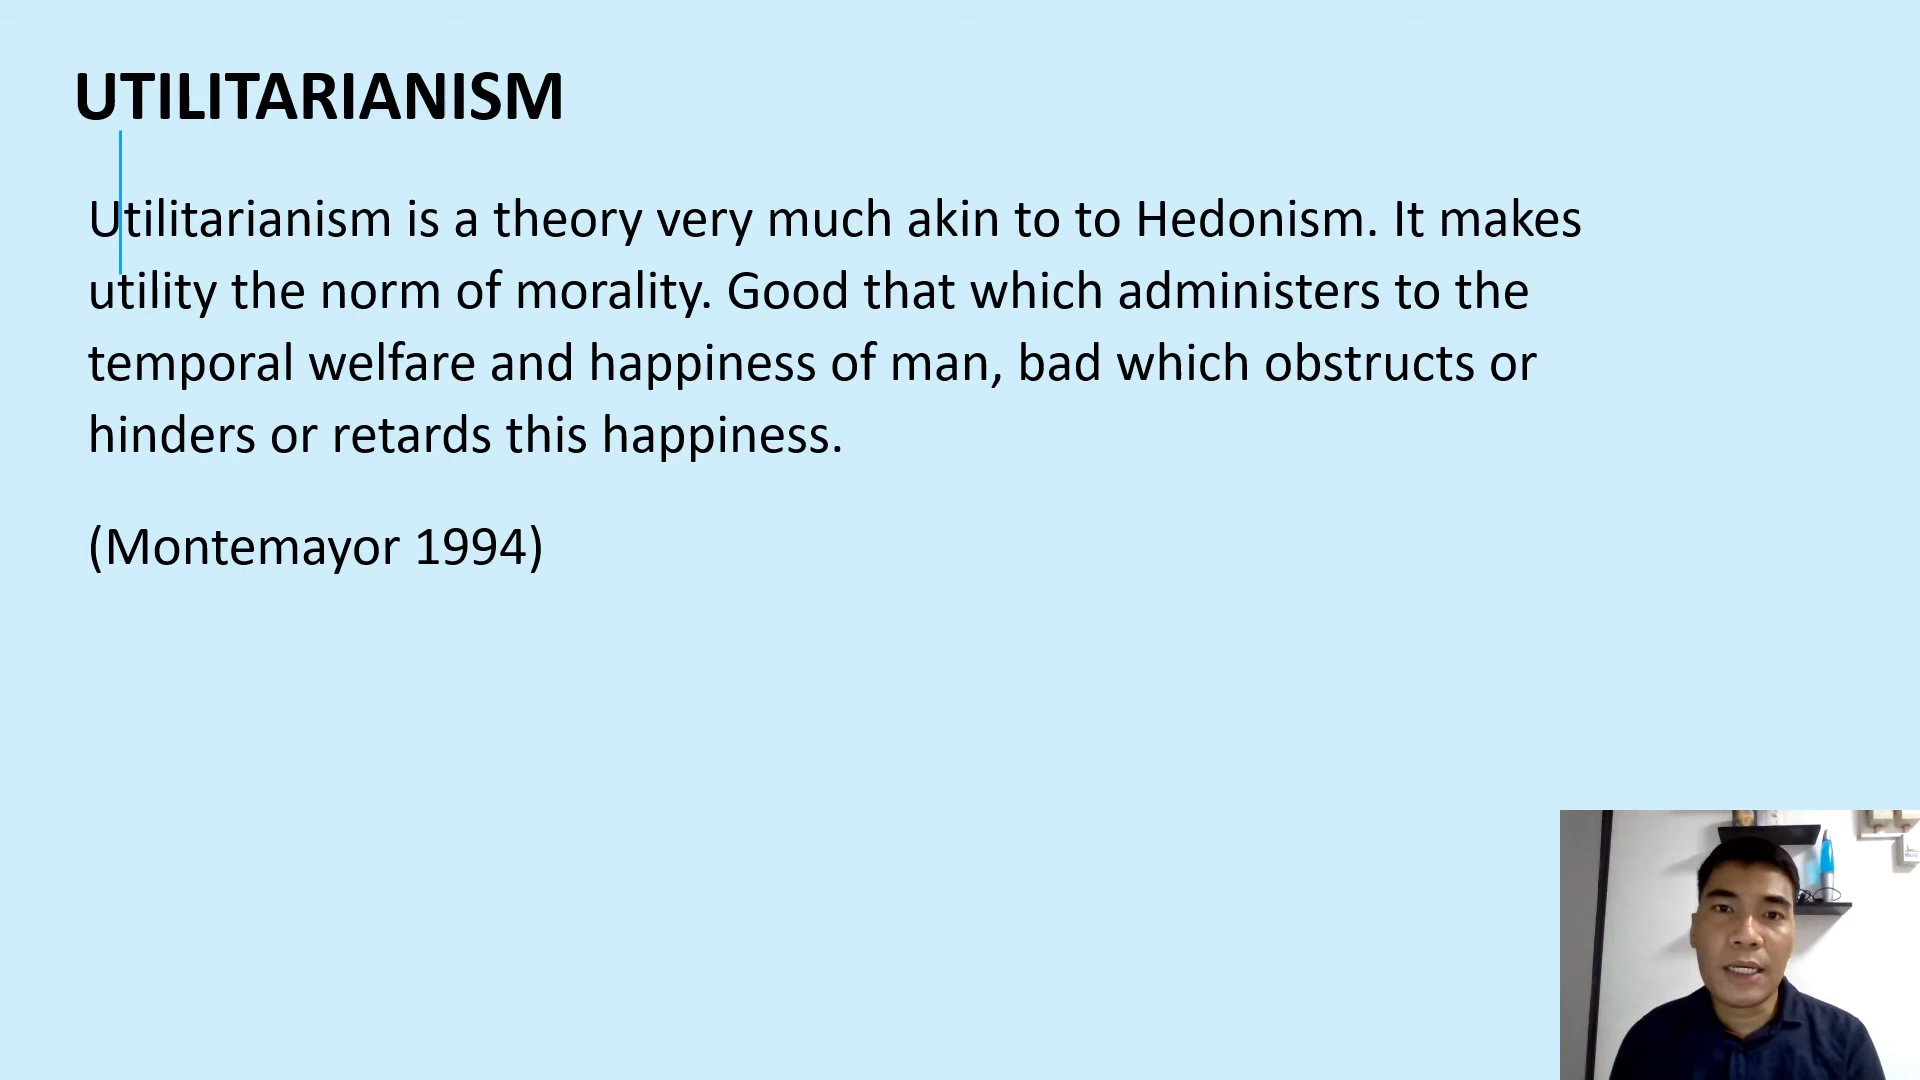 UTILITARIANISM
Utilitarianism is a theory very much akin to to Hedonism. It makes
utility the norm of morality. Good that which administers to the
temporal welfare and happiness of man, bad which obstructs or
hinders or retards this happiness.
(Montemayor 1994)